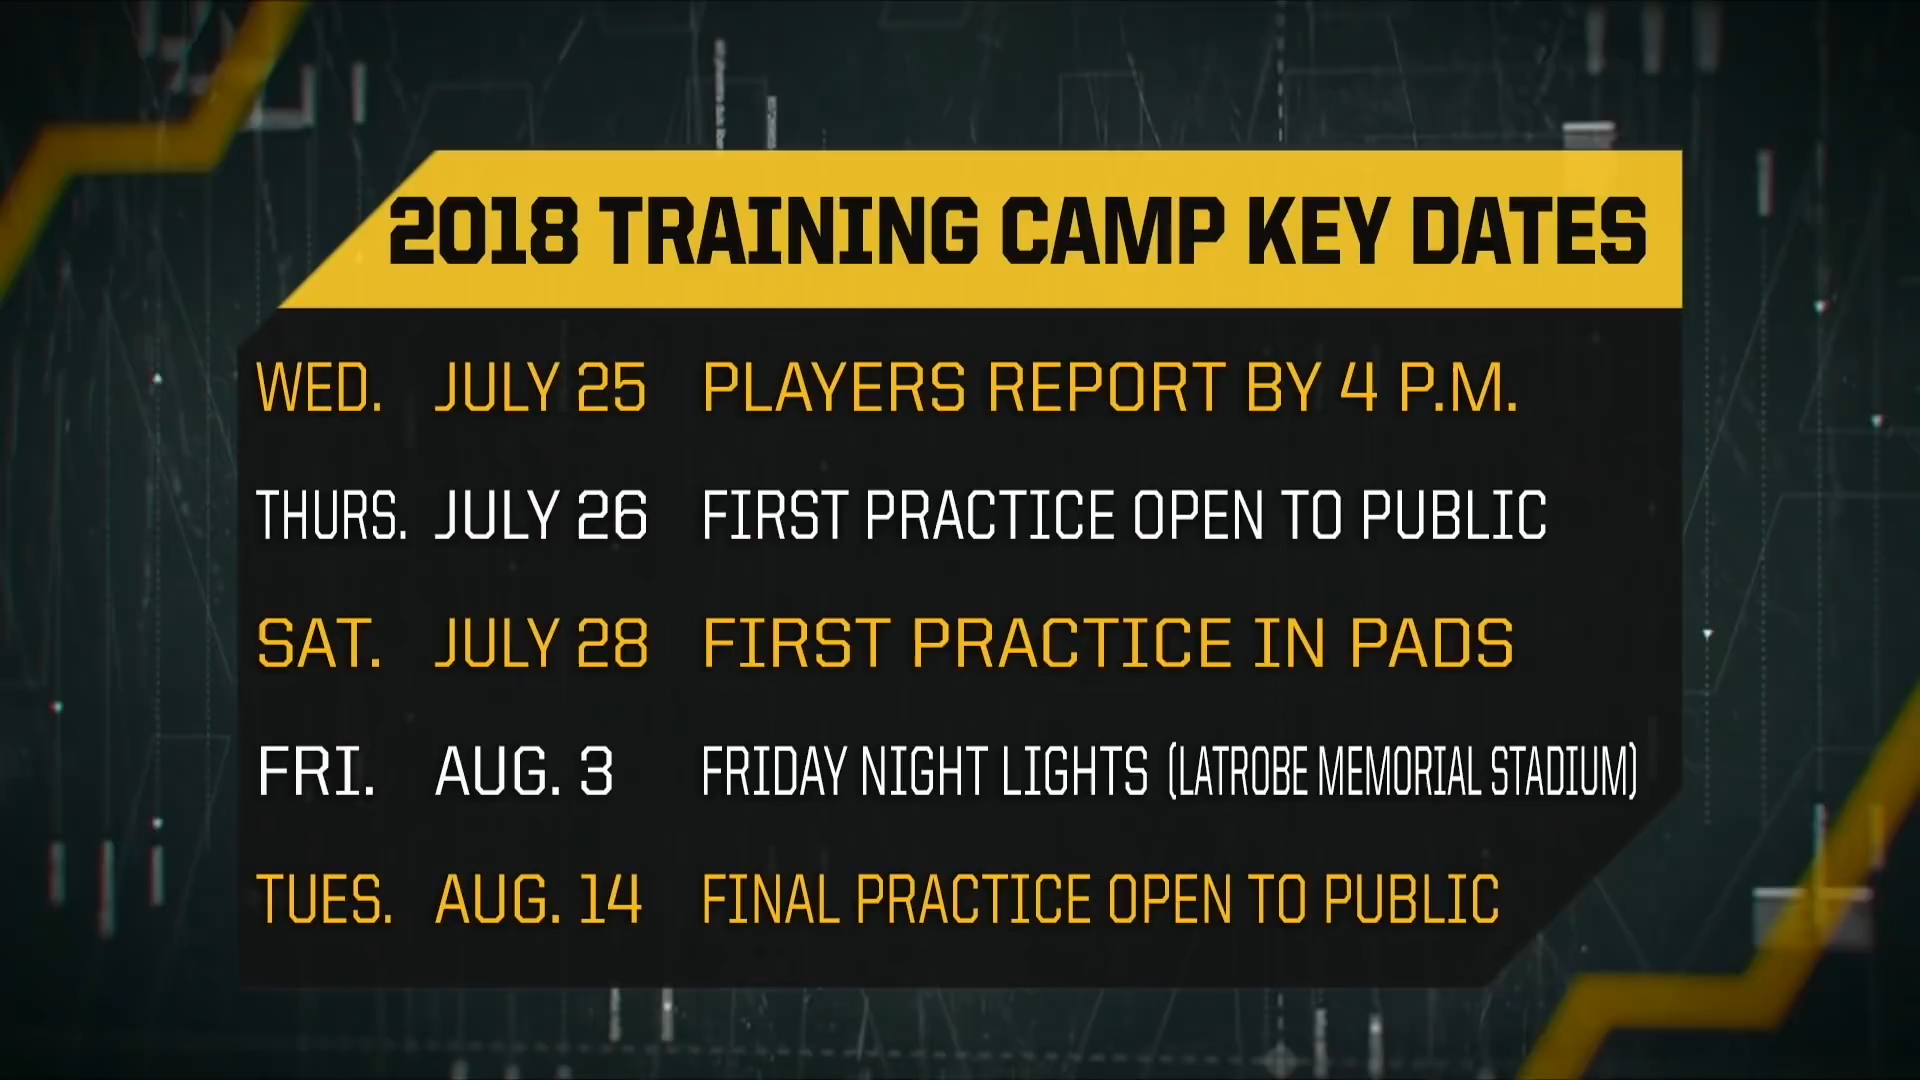 2018 TRAINING CAMP KEY DATES
WED. JULY 25 PLAYERS REPORT BY 4 P.M.
THURS. JULY 26 FIRST PRACTICE OPEN TO PUBLIC
SAT. JULY 28 FIRST PRACTICE IN PADS
FRI. AUG. 3 FRIDAY NIGHT LIGHTS (LATROBE MEMORIAL STADIUM)
TUES. AUG. 14 FINAL PRACTICE OPEN TO PUBLIC